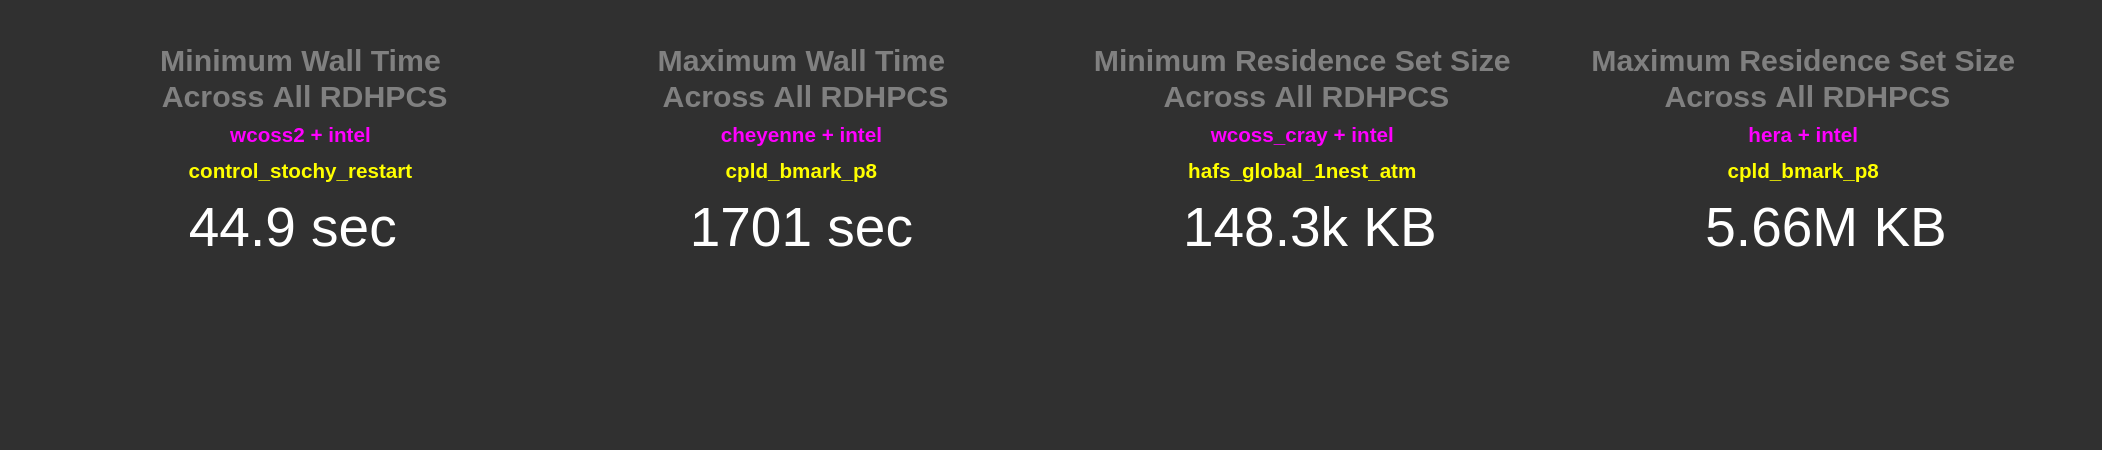 Minimum Wall Time
Across All RDHPCS
wcoss2 + intel
control_stochy_restart
44.9 sec
Maximum Wall Time
Across All RDHPCS
cheyenne + intel
cpld_bmark_p8
1701 sec
Minimum Residence Set Size
Across All RDHPCS
wcoss_cray + intel
hafs_global_1nest_atm
148.3k KB
Maximum Residence Set Size
Across All RDHPCS
hera + intel
cpld_bmark_p8
5.66M KB